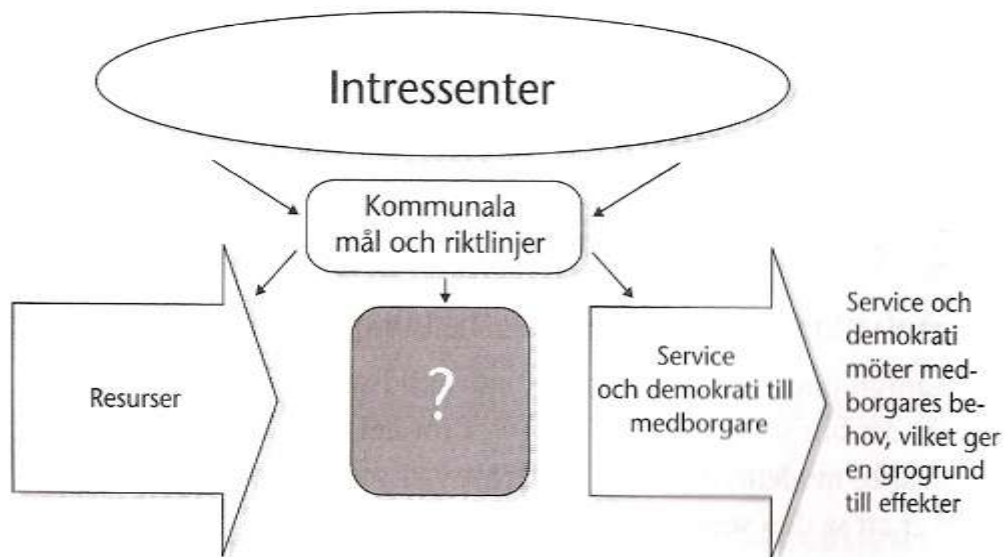 Intressenter
Kommunala
mål och riktlinjer
Resurser
?
Service
och demokrati till
medborgare
Service och
demokrati
möter med-
borgares be-
hov, vilket ger
en grogrund
till effekter